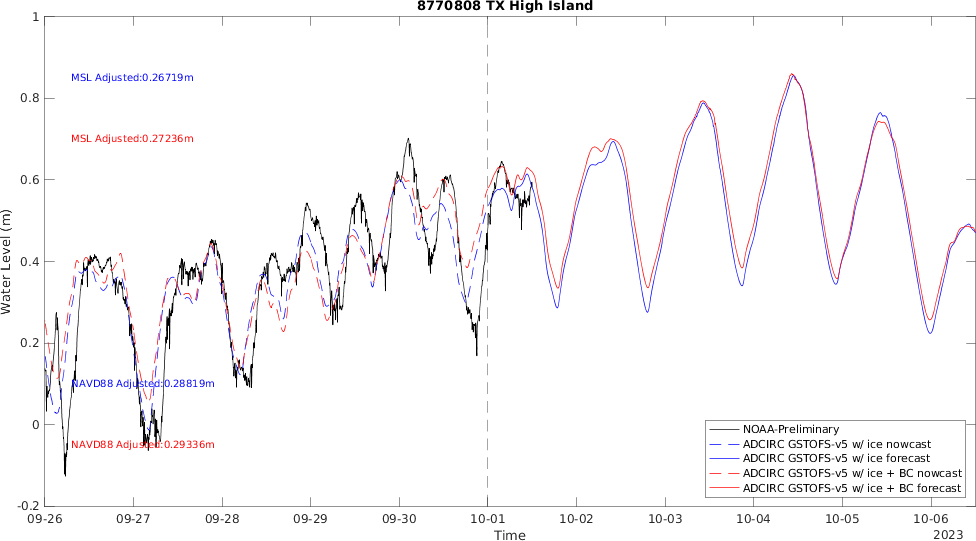 8770808 TX High Island
1
0.8
0.6
0.4
0.2
0
-0.2
Water Level (m)
MSL Adjusted:0.26719m
MSL Adjusted:0.27236m
NAVD88 Adjusted:0.28819m
NAVD88 Adjusted:0.29336m
NOAA-Preliminary
ADCIRC GSTOFS-v5 w/ ice nowcast
ADCIRC GSTOFS-v5 w/ ice forecast
ADCIRC GSTOFS-v5 w/ ice + BC nowcast
ADCIRC GSTOFS-v5 w/ ice + BC forecast
09-26 09-27 09-28 09-29 09-30 10-01 10-02 10-03 10-04 10-05 10-06
Time
2023